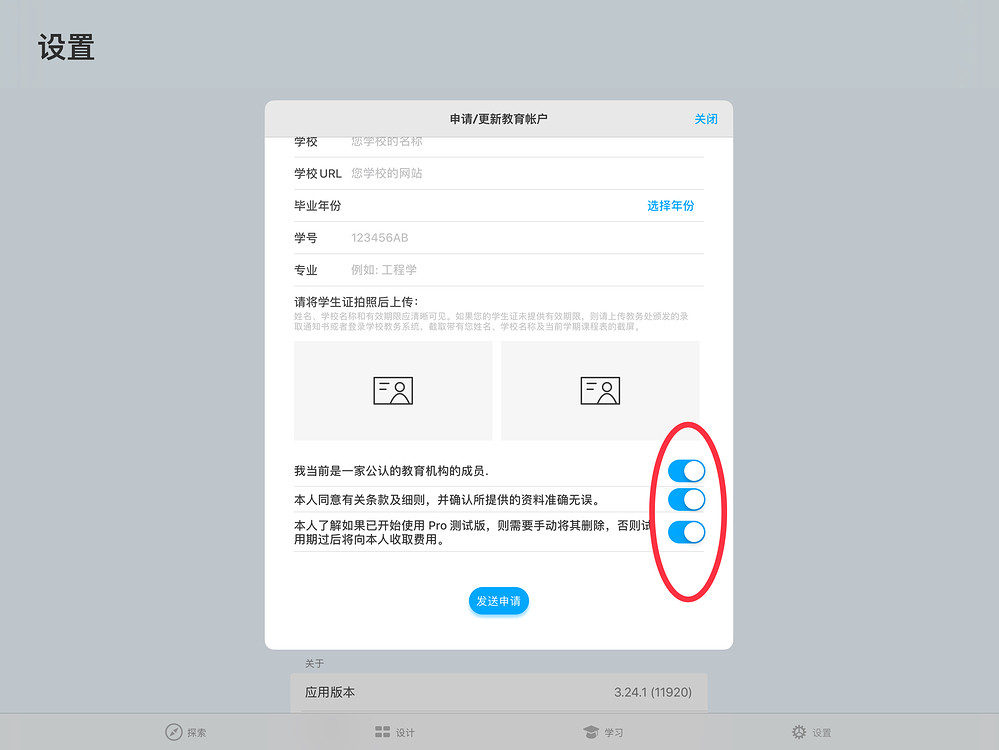 设置
申请/更新教育帐户
关闭
学校 您学校的名称
学校URL 您学校的网站
毕业年份 选择年份
学号 123456AB
专业 例如: 工程学
请将学生证拍照后上传：
姓名、学校名称和有效期限应清晰可见。如果您的学生证未提供有效期限，则请上传教务处颁发的录
取通知书或者登录学校教务系统，截取带有您姓名、学校名称及当前学期课程表的截屏。
我当前是一家公认的教育机构的成员.
本人同意有关条款及细则，并确认所提供的资料准确无误。
本人了解如果已开始使用 Pro 测试版，则需要手动将其删除，否则试
用期过后将向本人收取费用。
发送申请
关于
应用版本 3.24.1 (11920)
探索 设计 学习 设置